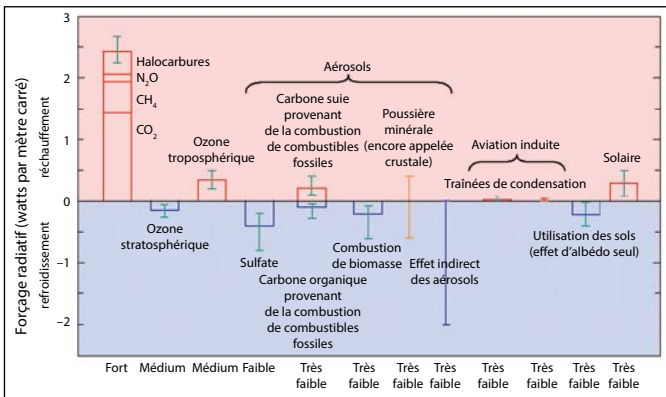 Forçage radiatif (watts par mètre carré)
réchauffement
refroidissement
3
2
1
0
−1
−2
Halocarbures
N₂O
CH₄
CO₂
Ozone
stratosphérique
Ozone
troposphérique
Aérosols
Sulfate
Carbone suie
provenant
de la combustion
de combustibles
fossiles
Carbone organique
provenant
de la combustion
de combustibles
fossiles
Combustion
de biomasse
Poussière
minérale
(encore appelée
crustale)
Effet indirect
des aérosols
Aviation induite
Traînées de condensation
Utilisation des sols
(effet d'albédo seul)
Solaire
Fort
Médium
Médium
Faible
Très
faible
Très
faible
Très
faible
Très
faible
Très
faible
Très
faible
Très
faible
Très
faible